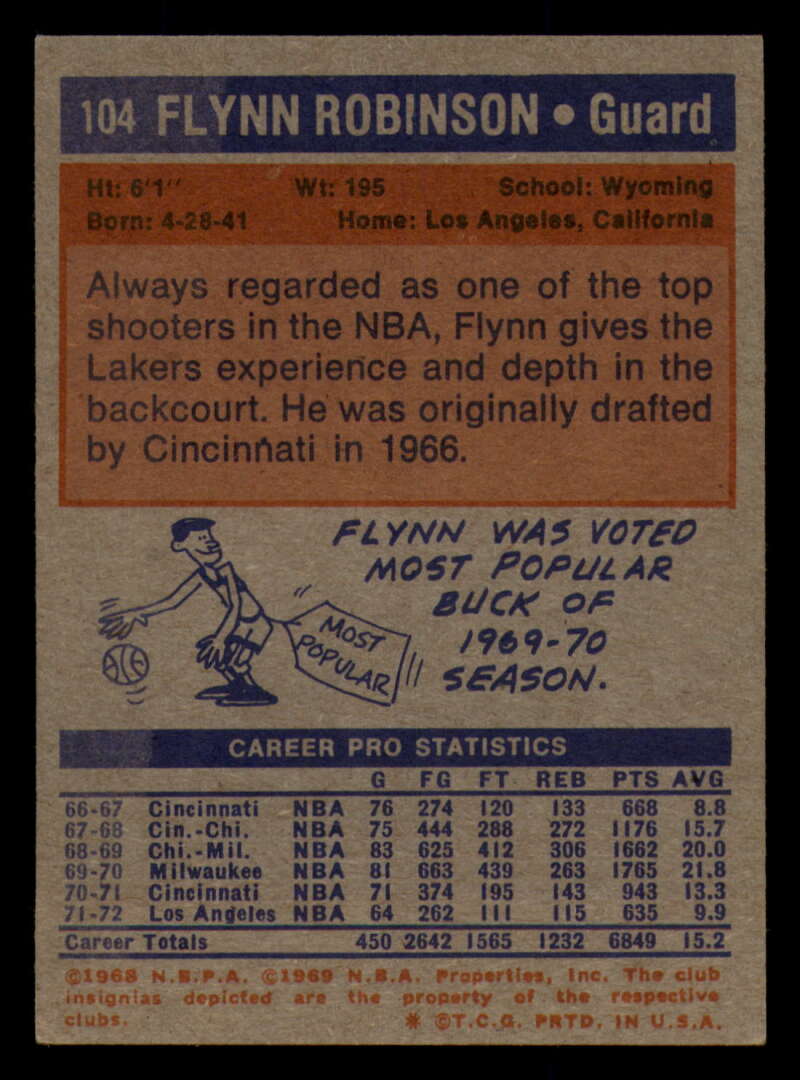 104 FLYNN ROBINSON • Guard
Ht: 6'1" Wt: 195 School: Wyoming
Born: 4-28-41 Home: Los Angeles, California
Always regarded as one of the top
shooters in the NBA, Flynn gives the
Lakers experience and depth in the
backcourt. He was originally drafted
by Cincinnati in 1966.
FLYNN WAS VOTED
MOST POPULAR
BUCK OF
1969-70
SEASON.
MOST
POPULAR
CAREER PRO STATISTICS
G FG FT REB PTS AVG
66-67 Cincinnati NBA 76 274 120 133 668 8.8
67-68 Cin.-Chi. NBA 75 444 288 272 1176 15.7
68-69 Chi.-Mil. NBA 83 625 412 306 1662 20.0
69-70 Milwaukee NBA 81 663 439 263 1765 21.8
70-71 Cincinnati NBA 71 374 195 143 943 13.3
71-72 Los Angeles NBA 64 262 111 115 635 9.9
Career Totals 450 2642 1565 1232 6849 15.2
©1968 N.B.P.A. ©1969 N.B.A. Properties, Inc. The club
insignias depicted are the property of the respective
clubs. * ©T.C.G. PRTD. IN U.S.A.